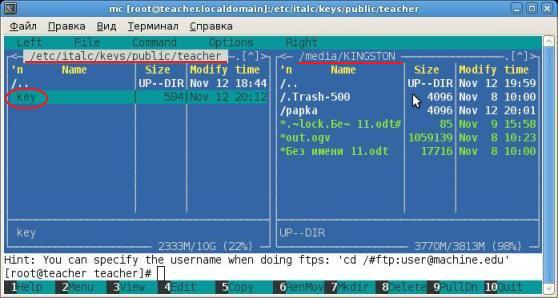 mc [root@teacher.localdomain]:/etc/italc/keys/public/teacher
Файл Правка Вид Терминал Справка
Left File Command Options Right
/etc/italc/keys/public/teacher .[^]> /media/KINGSTON .[^]>
'n Name Size Modify time 'n Name Size Modify time
/.. UP--DIR Nov 12 18:44 /.. UP--DIR Nov 12 19:59
key 594 Nov 12 20:12 /.Trash-500 4096 Nov 8 10:00
/papka 4096 Nov 12 20:01
*.~lock.Бе~ 11.odt# 85 Nov 9 15:58
*out.ogv 1059139 Nov 8 10:23
*Без имени 11.odt 17716 Nov 8 10:00
key UP--DIR
2333M/10G (22%) 3770M/3813M (98%)
Hint: You can specify the username when doing ftps: 'cd /#ftp:user@machine.edu'
[root@teacher teacher]#
1Help 2Menu 3View 4Edit 5Copy 6RenMov 7Mkdir 8Delete 9PullDn 10Quit